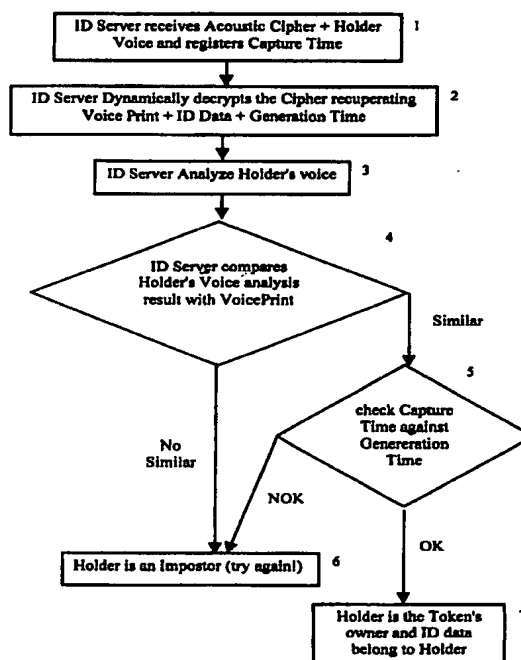 ID Server receives Acoustic Cipher + Holder
Voice and registers Capture Time
1
ID Server Dynamically decrypts the Cipher recuperating
Voice Print + ID Data + Generation Time
2
ID Server Analyze Holder's voice
3
4
ID Server compares
Holder's Voice analysis
result with VoicePrint
Similar
5
check Capture
Time against
Genereration
Time
No
Similar
NOK
OK
Holder is an Impostor (try again!)
6
Holder is the Token's
owner and ID data
belong to Holder